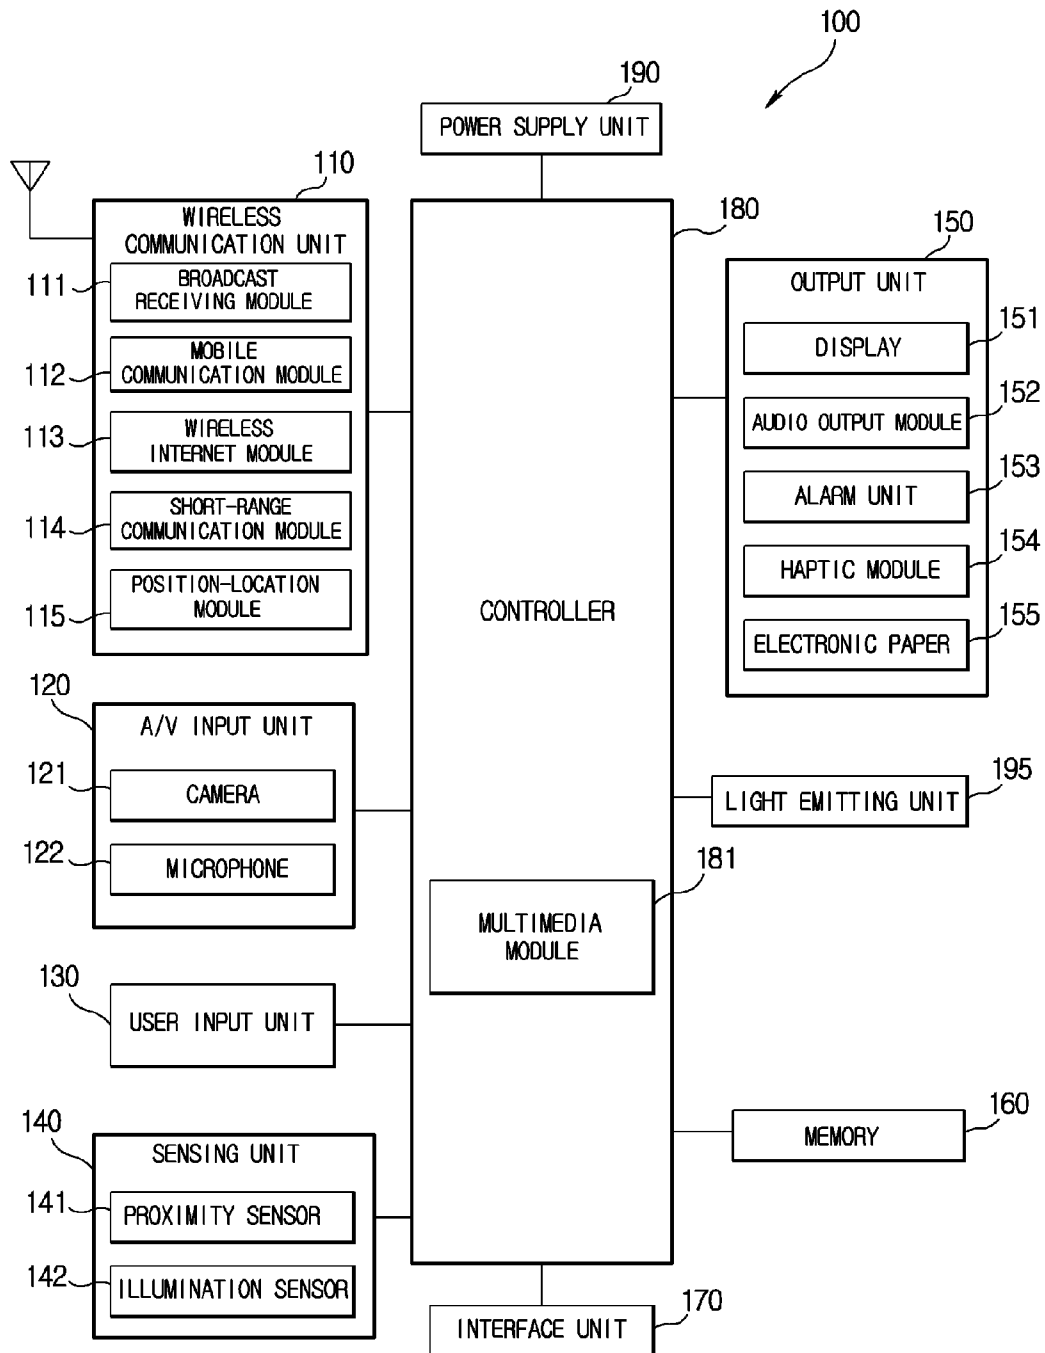 100
190
POWER SUPPLY UNIT
110
WIRELESS
COMMUNICATION UNIT
111
BROADCAST
RECEIVING MODULE
112
MOBILE
COMMUNICATION MODULE
113
WIRELESS
INTERNET MODULE
114
SHORT-RANGE
COMMUNICATION MODULE
115
POSITION-LOCATION
MODULE
120
A/V INPUT UNIT
121
CAMERA
122
MICROPHONE
130
USER INPUT UNIT
140
SENSING UNIT
141
PROXIMITY SENSOR
142
ILLUMINATION SENSOR
180
CONTROLLER
181
MULTIMEDIA
MODULE
150
OUTPUT UNIT
151
DISPLAY
152
AUDIO OUTPUT MODULE
153
ALARM UNIT
154
HAPTIC MODULE
155
ELECTRONIC PAPER
195
LIGHT EMITTING UNIT
160
MEMORY
170
INTERFACE UNIT